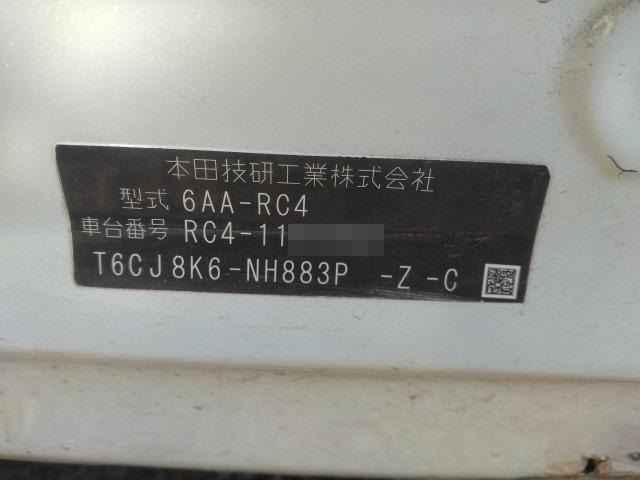 本田技研工業株式会社
型式 6AA-RC4
車台番号 RC4-11
T6CJ8K6-NH883P -Z -C